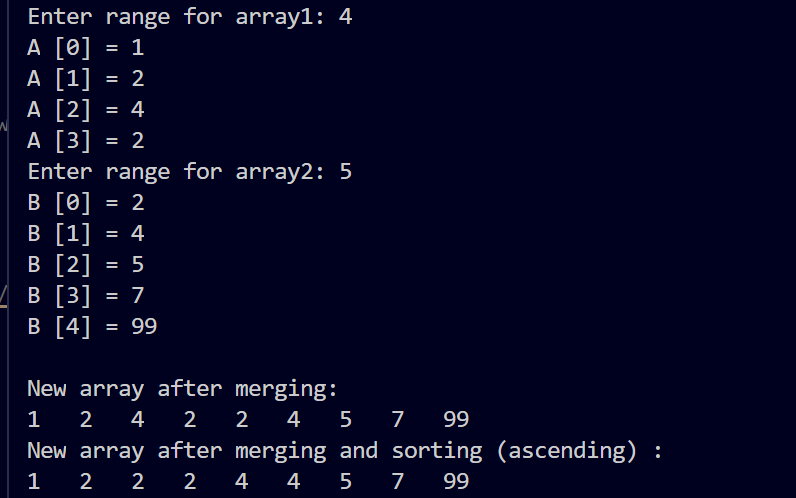 Enter range for array1: 4
A [0] = 1
A [1] = 2
A [2] = 4
A [3] = 2
Enter range for array2: 5
B [0] = 2
B [1] = 4
B [2] = 5
B [3] = 7
B [4] = 99
New array after merging:
1 2 4 2 2 4 5 7 99
New array after merging and sorting (ascending) :
1 2 2 2 4 4 5 7 99